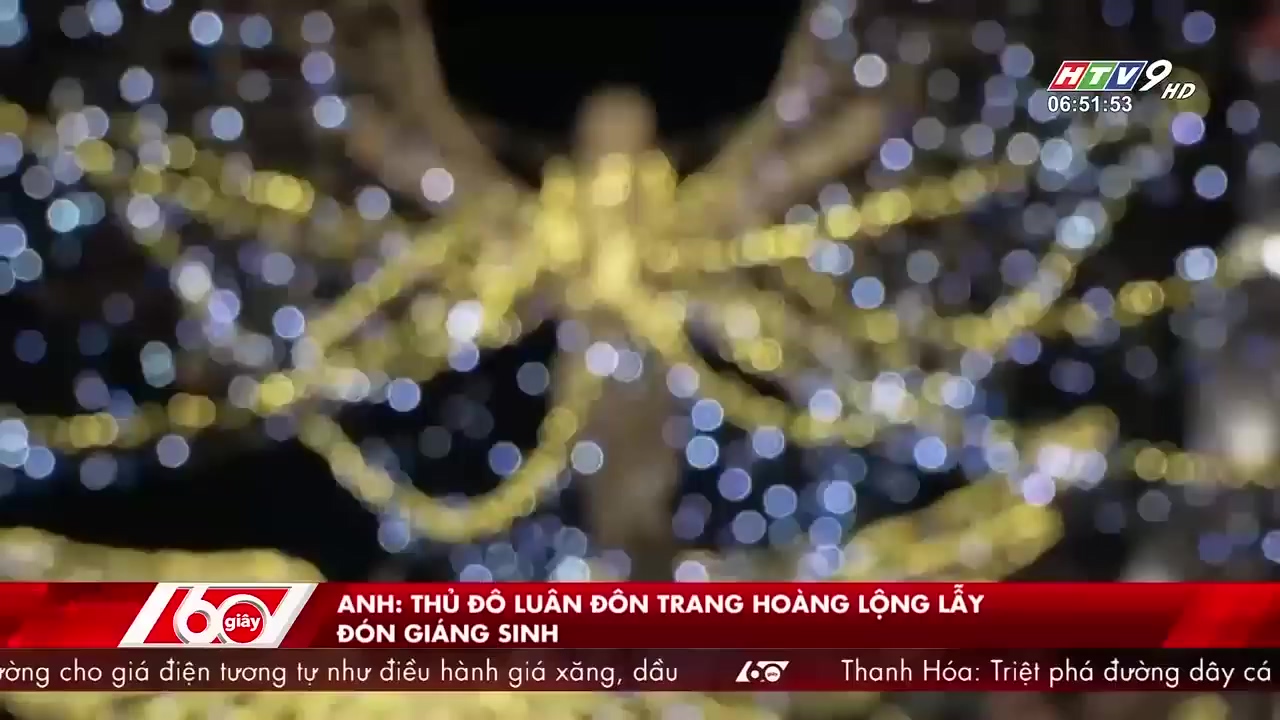 HTV9 HD
06:51:53
60 giây
ANH: THỦ ĐÔ LUÂN ĐÔN TRANG HOÀNG LỘNG LẪY
ĐÓN GIÁNG SINH
ường cho giá điện tương tự như điều hành giá xăng, dầu 60 giây Thanh Hóa: Triệt phá đường dây cá